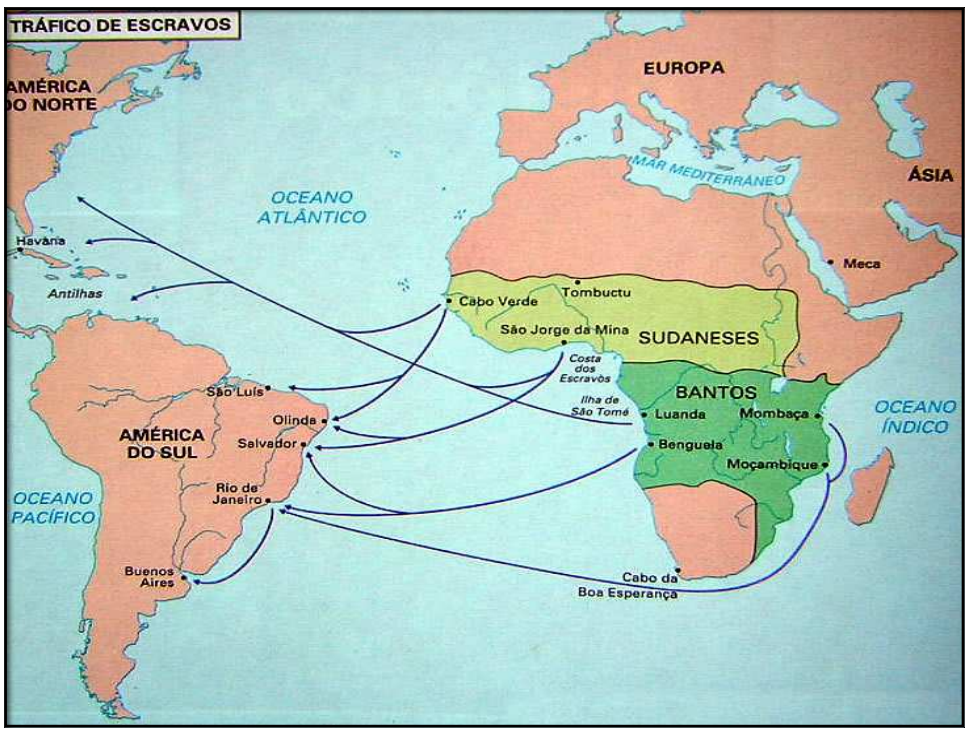 TRÁFICO DE ESCRAVOS
AMÉRICA
DO NORTE
EUROPA
ÁSIA
MAR MEDITERRÂNEO
OCEANO
ATLÂNTICO
Havana
Antilhas
Meca
Cabo Verde
Tombuctu
São Jorge da Mina
SUDANESES
Costa
dos
Escravos
BANTOS
Ilha de
São Tomé
Luanda
Mombaça
OCEANO
ÍNDICO
Benguela
Moçambique
São Luís
Olinda
AMÉRICA
DO SUL
Salvador
Rio de
Janeiro
OCEANO
PACÍFICO
Buenos
Aires
Cabo da
Boa Esperança